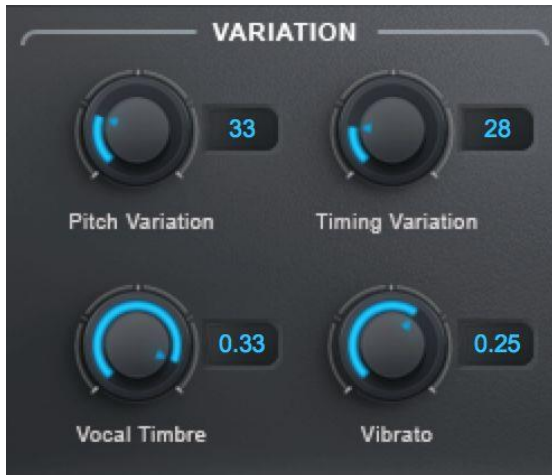 VARIATION
33
28
Pitch Variation
Timing Variation
0.33
0.25
Vocal Timbre
Vibrato